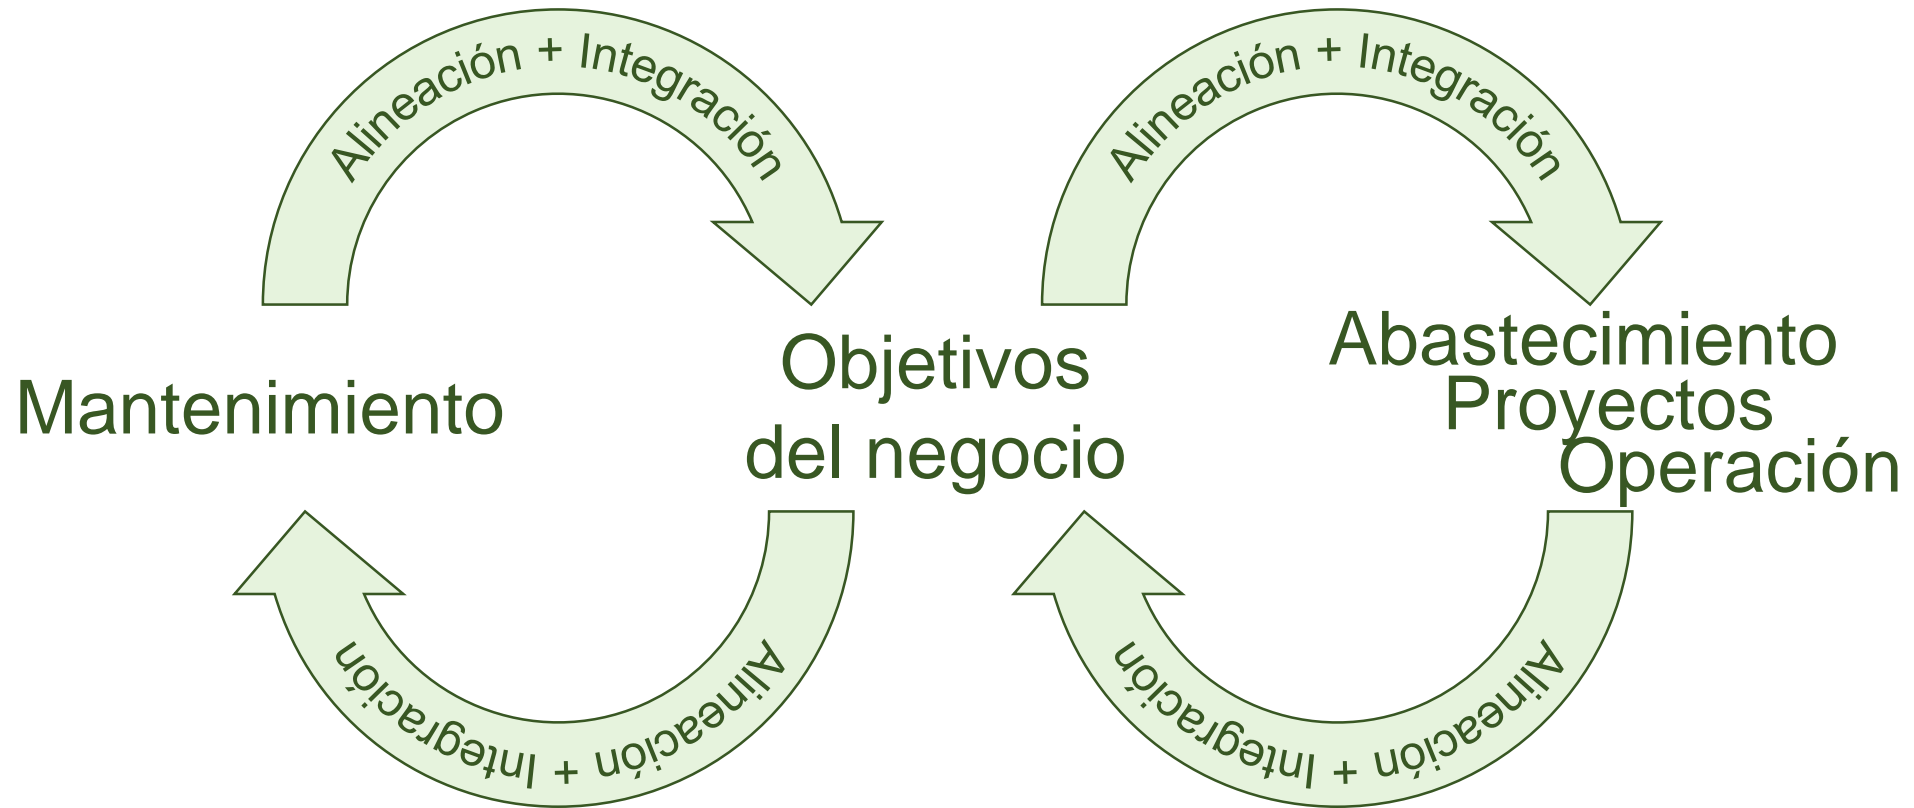 Alineación + Integración
Alineación + Integración
Mantenimiento
Objetivos
del negocio
Abastecimiento
Proyectos
Operación
Alineación + Integración
Alineación + Integración